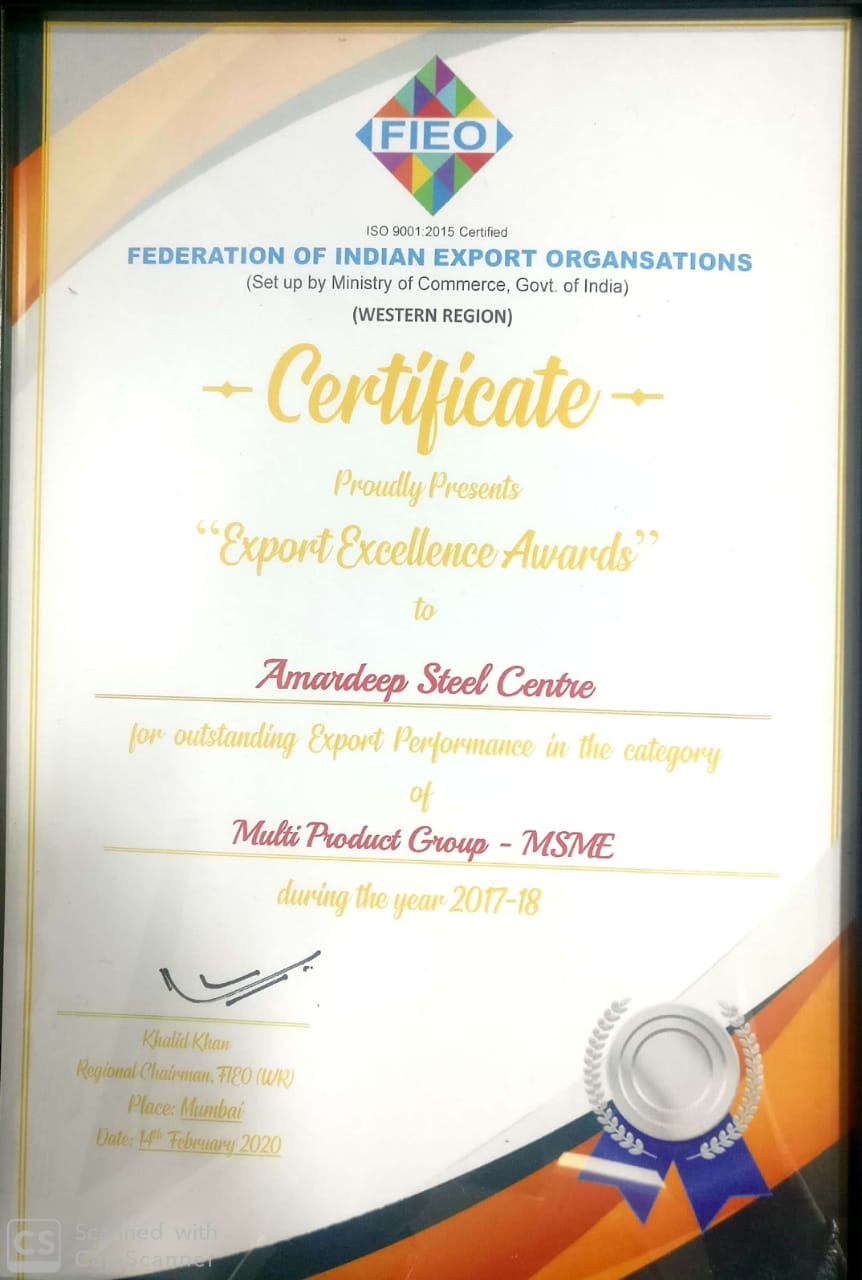 FIEO
ISO 9001:2015 Certified
FEDERATION OF INDIAN EXPORT ORGANSATIONS
(Set up by Ministry of Commerce, Govt. of India)
(WESTERN REGION)
Certificate
Proudly Presents
“Export Excellence Awards”
to
Amardeep Steel Centre
for outstanding Export Performance in the category
of
Multi Product Group - MSME
during the year 2017-18
Khalid Khan
Regional Chairman, FIEO (WR)
Place: Mumbai
Date: 14th February 2020
CS
Scanned with
CamScanner